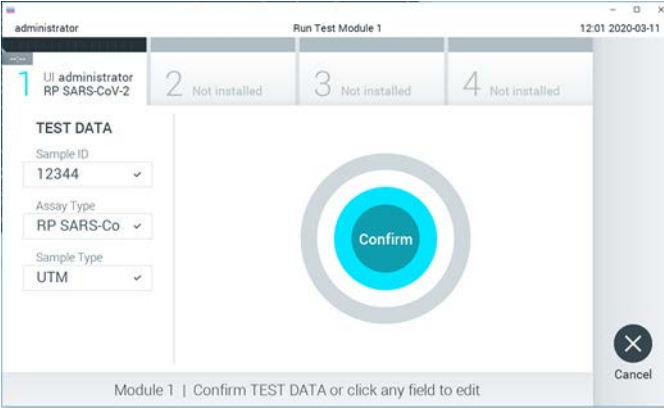 administrator
Run Test Module 1
12:01 2020-03-11
--:--
1 UI administrator
RP SARS-CoV-2
2 Not installed
3 Not installed
4 Not installed
TEST DATA
Sample ID
12344
Assay Type
RP SARS-Co
Sample Type
UTM
Confirm
Cancel
Module 1 | Confirm TEST DATA or click any field to edit